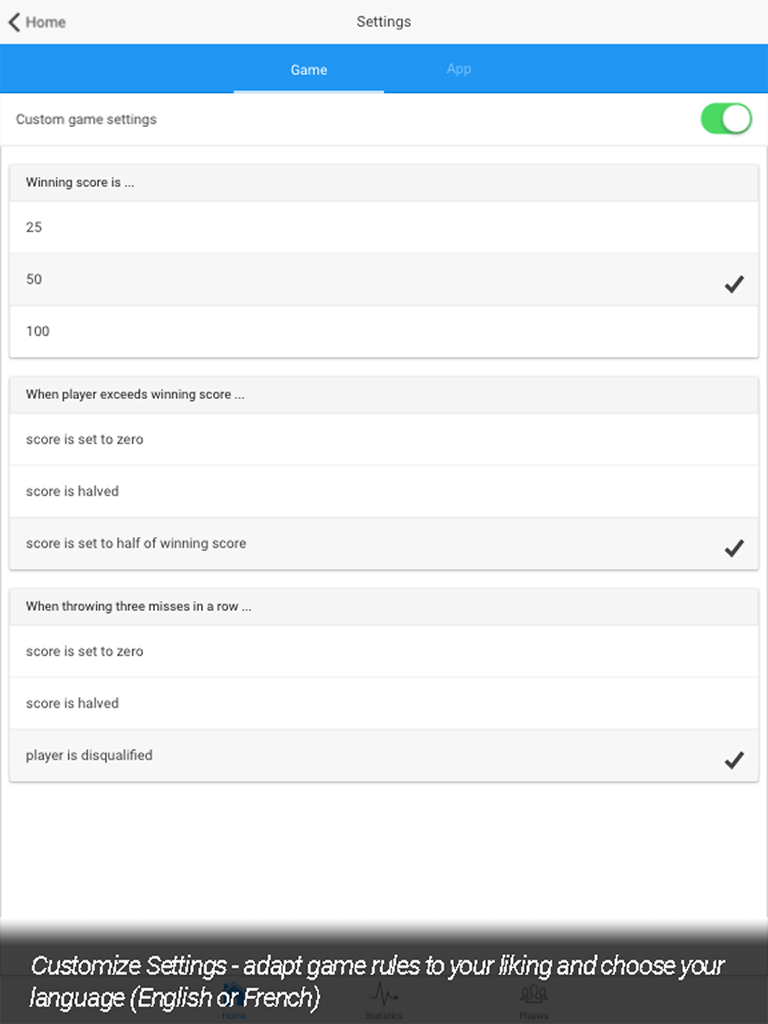 Home
Settings
Game
App
Custom game settings
Winning score is ...
25
50
100
When player exceeds winning score ...
score is set to zero
score is halved
score is set to half of winning score
When throwing three misses in a row ...
score is set to zero
score is halved
player is disqualified
Customize Settings - adapt game rules to your liking and choose your
language (English or French)
Home
Statistics
Players